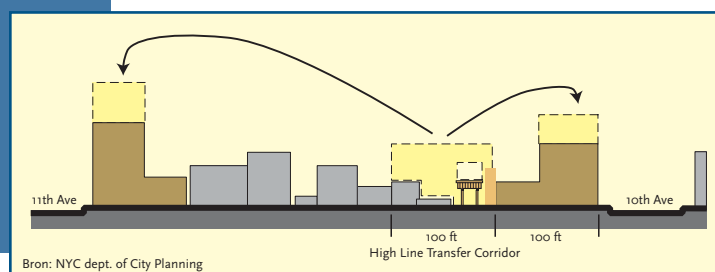 11th Ave
10th Ave
100 ft
100 ft
High Line Transfer Corridor
Bron: NYC dept. of City Planning